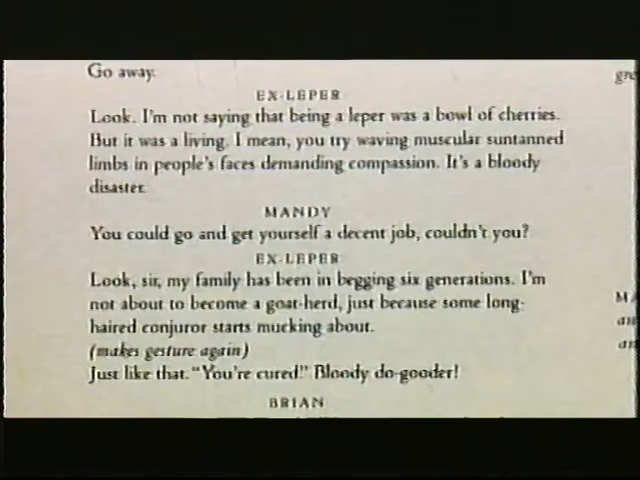 Go away.
EX-LEPER
Look. I'm not saying that being a leper was a bowl of cherries.
But it was a living. I mean, you try waving muscular suntanned
limbs in people's faces demanding compassion. It's a bloody
disaster.
MANDY
You could go and get yourself a decent job, couldn't you?
EX-LEPER
Look, sir, my family has been in begging six generations. I'm
not about to become a goat-herd, just because some long-
haired conjuror starts mucking about.
(makes gesture again)
Just like that. "You're cured!" Bloody do-gooder!
BRIAN